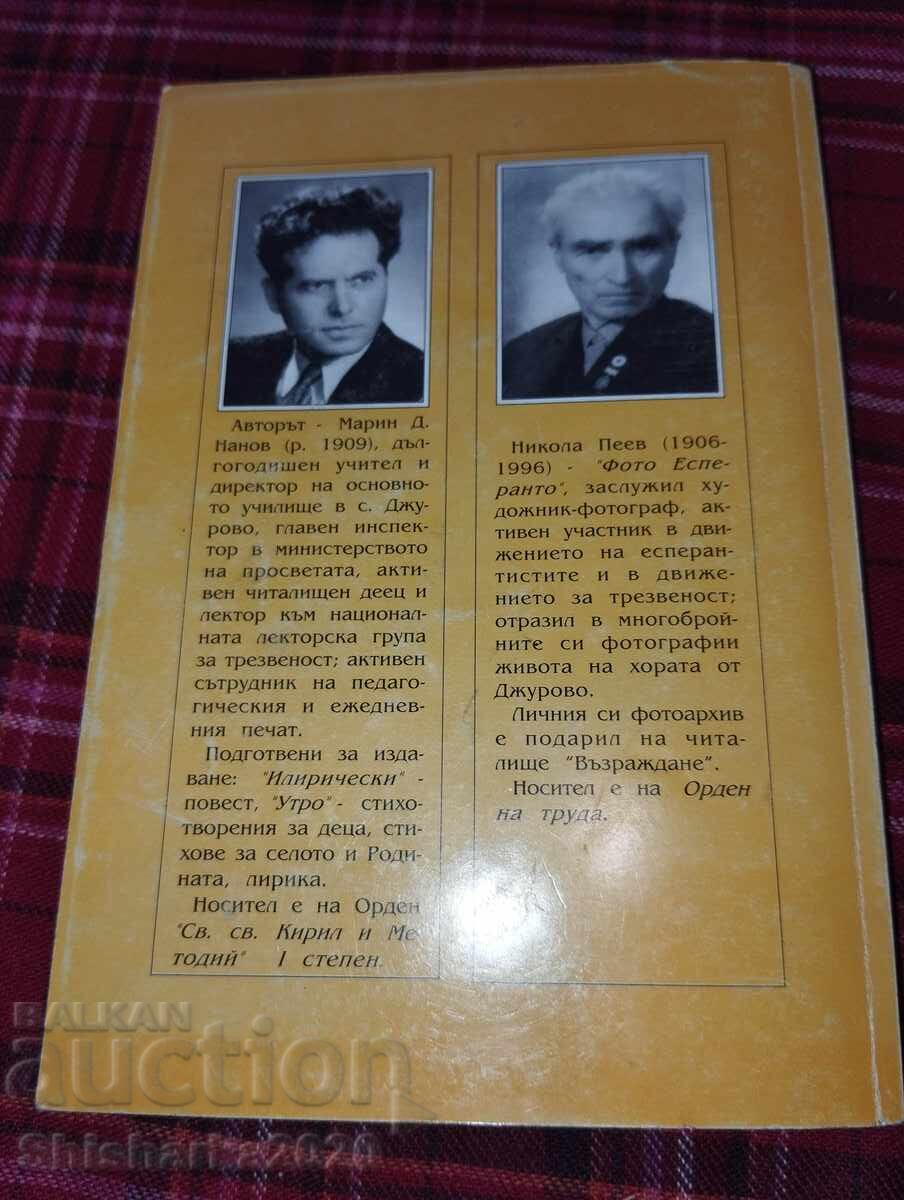 Авторът - Марин Д.
Нанов (р. 1909), дъл-
гогодишен учител и
директор на основно-
то училище в с. Джу-
рово, главен инспек-
тор в министерството
на просветата, акти-
вен читалищен деец и
лектор към национал-
ната лекторска група
за трезвеност; активен
сътрудник на педаго-
гическия и ежеднев-
ния печат.
Подготвени за изда-
ване: "Илирически" -
повест, "Утро" - стихо-
творения за деца, сти-
хове за селото и Роди-
ната, лирика.
Носител е на Орден
"Св. св. Кирил и Ме
тодий" I степен.
Никола Пеев (1906-
1996) - "Фото Еспе-
ранто", заслужил ху-
дожник-фотограф, ак-
тивен участник в дви-
жението на есперан-
тистите и в движе-
нието за трезвеност;
отразил в многоброй-
ните си фотографии
живота на хората от
Джурово.
Личния си фотоархив
е подарил на чита-
лище "Възраждане".
Носител е на Орден
на труда.
BALKAN
auction
Shisharka2020